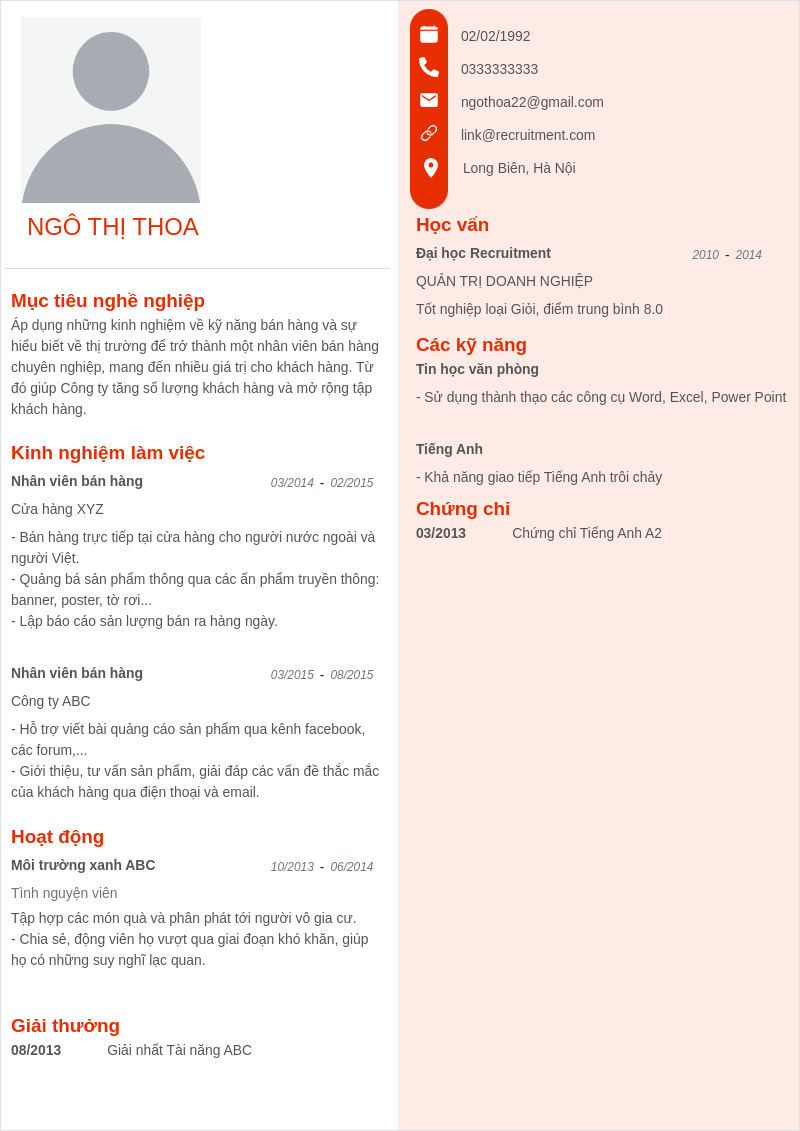 NGÔ THỊ THOA
Mục tiêu nghề nghiệp
Áp dụng những kinh nghiệm về kỹ năng bán hàng và sự
hiểu biết về thị trường để trở thành một nhân viên bán hàng
chuyên nghiệp, mang đến nhiều giá trị cho khách hàng. Từ
đó giúp Công ty tăng số lượng khách hàng và mở rộng tập
khách hàng.
Kinh nghiệm làm việc
Nhân viên bán hàng 03/2014 - 02/2015
Cửa hàng XYZ
- Bán hàng trực tiếp tại cửa hàng cho người nước ngoài và
người Việt.
- Quảng bá sản phẩm thông qua các ấn phẩm truyền thông:
banner, poster, tờ rơi...
- Lập báo cáo sản lượng bán ra hàng ngày.
Nhân viên bán hàng 03/2015 - 08/2015
Công ty ABC
- Hỗ trợ viết bài quảng cáo sản phẩm qua kênh facebook,
các forum,...
- Giới thiệu, tư vấn sản phẩm, giải đáp các vấn đề thắc mắc
của khách hàng qua điện thoại và email.
Hoạt động
Môi trường xanh ABC 10/2013 - 06/2014
Tình nguyện viên
Tập hợp các món quà và phân phát tới người vô gia cư.
- Chia sẻ, động viên họ vượt qua giai đoạn khó khăn, giúp
họ có những suy nghĩ lạc quan.
Giải thưởng
08/2013 Giải nhất Tài năng ABC
02/02/1992
0333333333
ngothoa22@gmail.com
link@recruitment.com
Long Biên, Hà Nội
Học vấn
Đại học Recruitment 2010 - 2014
QUẢN TRỊ DOANH NGHIỆP
Tốt nghiệp loại Giỏi, điểm trung bình 8.0
Các kỹ năng
Tin học văn phòng
- Sử dụng thành thạo các công cụ Word, Excel, Power Point
Tiếng Anh
- Khả năng giao tiếp Tiếng Anh trôi chảy
Chứng chỉ
03/2013 Chứng chỉ Tiếng Anh A2